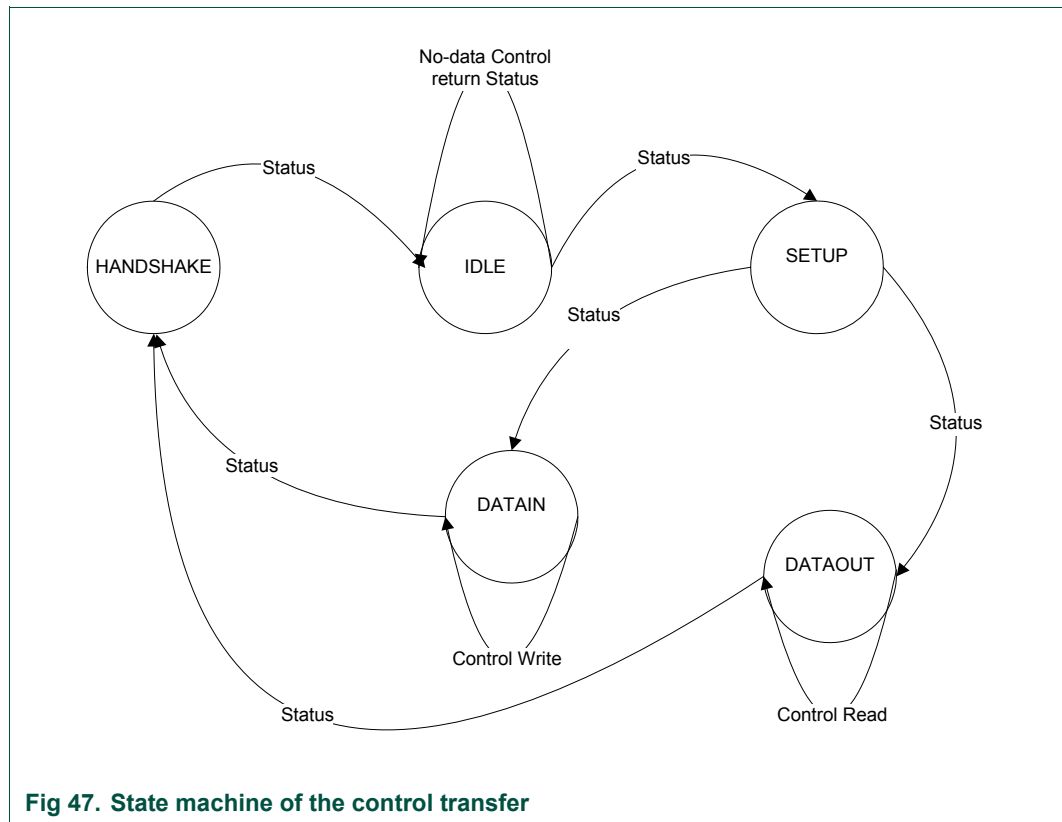 No-data Control
return Status
Status
Status
HANDSHAKE
IDLE
SETUP
Status
Status
Status
DATAIN
DATAOUT
Control Write
Status
Control Read
Fig 47. State machine of the control transfer